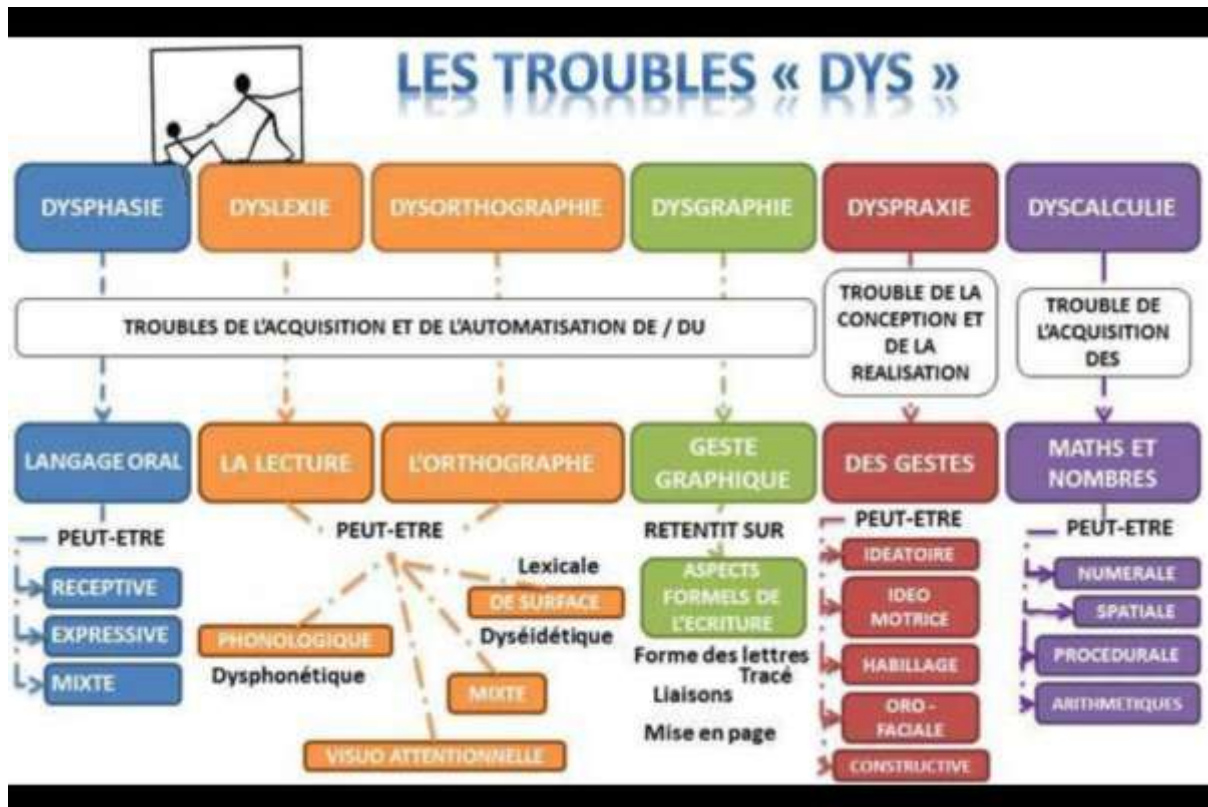 LES TROUBLES « DYS »
DYSPHASIE
DYSLEXIE
DYSORTHOGRAPHIE
DYSGRAPHIE
DYSPRAXIE
DYSCALCULIE
TROUBLES DE L'ACQUISITION ET DE L'AUTOMATISATION DE / DU
TROUBLE DE LA
CONCEPTION ET
DE LA
REALISATION
TROUBLE DE
L'ACQUISITION
DES
LANGAGE ORAL
LA LECTURE
L'ORTHOGRAPHE
GESTE
GRAPHIQUE
DES GESTES
MATHS ET
NOMBRES
PEUT-ETRE
RECEPTIVE
EXPRESSIVE
MIXTE
PEUT-ETRE
Lexicale
DE SURFACE
Dyséidétique
PHONOLOGIQUE
Dysphonétique
MIXTE
VISUO ATTENTIONNELLE
RETENTIT SUR
ASPECTS
FORMELS DE
L'ECRITURE
Forme des lettres
Tracé
Liaisons
Mise en page
PEUT-ETRE
IDEATOIRE
IDEO
MOTRICE
HABILLAGE
ORO -
FACIALE
CONSTRUCTIVE
PEUT-ETRE
NUMERALE
SPATIALE
PROCEDURALE
ARITHMETIQUES